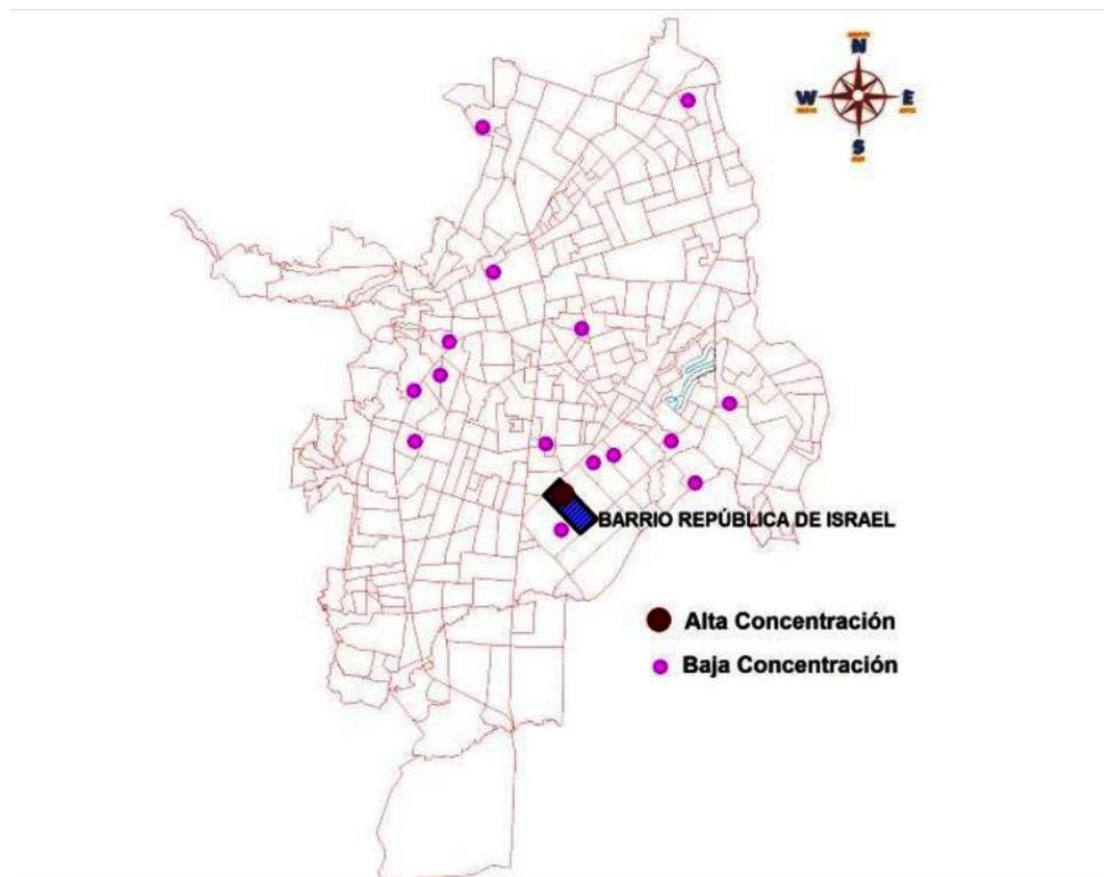 N
W E
S
BARRIO REPÚBLICA DE ISRAEL
Alta Concentración
Baja Concentración